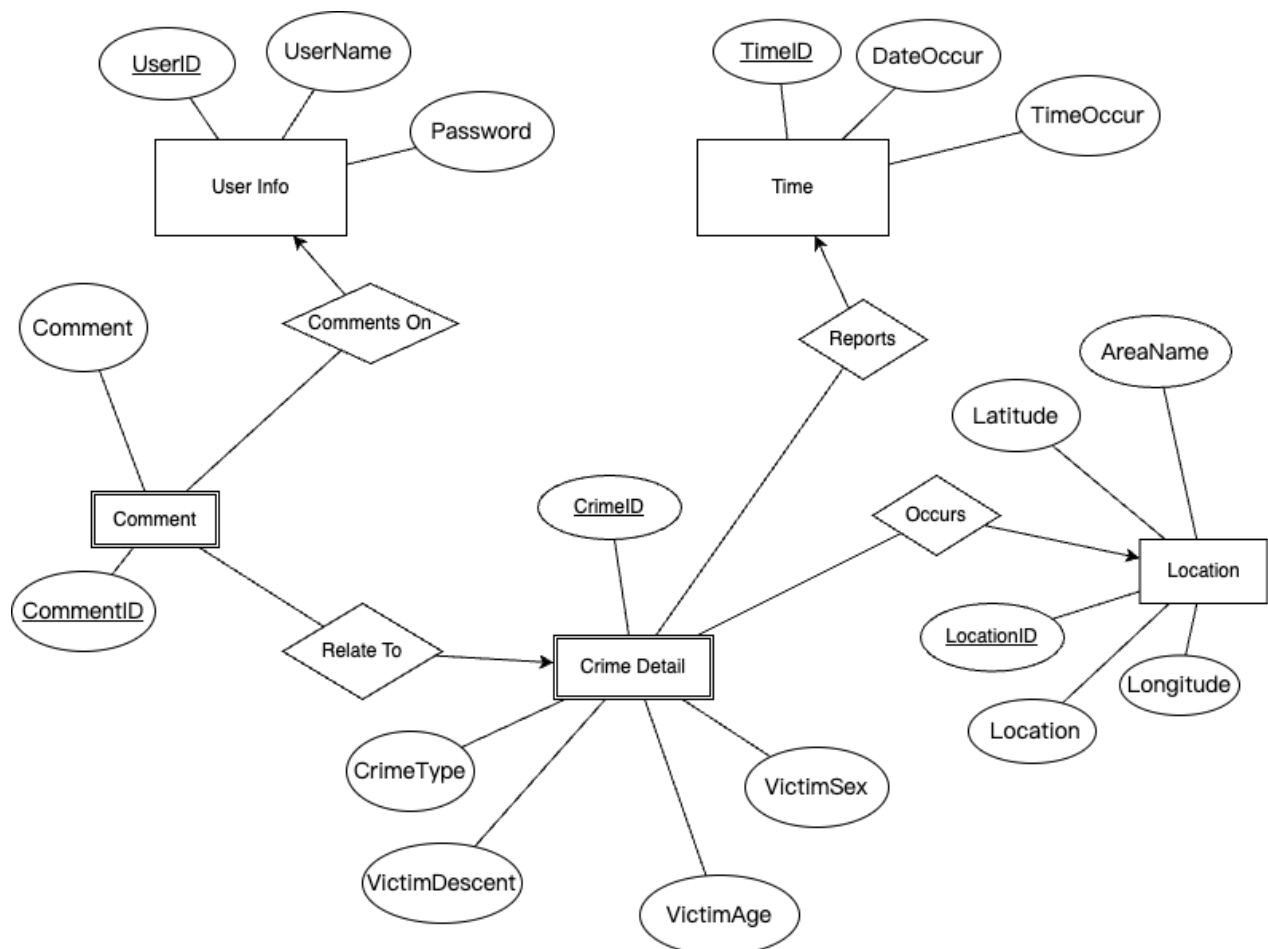 UserID
UserName
Password
User Info
TimeID
DateOccur
TimeOccur
Time
Comments On
Reports
Comment
AreaName
Latitude
Comment
CrimeID
Occurs
Location
CommentID
Relate To
Crime Detail
LocationID
Longitude
Location
CrimeType
VictimSex
VictimDescent
VictimAge